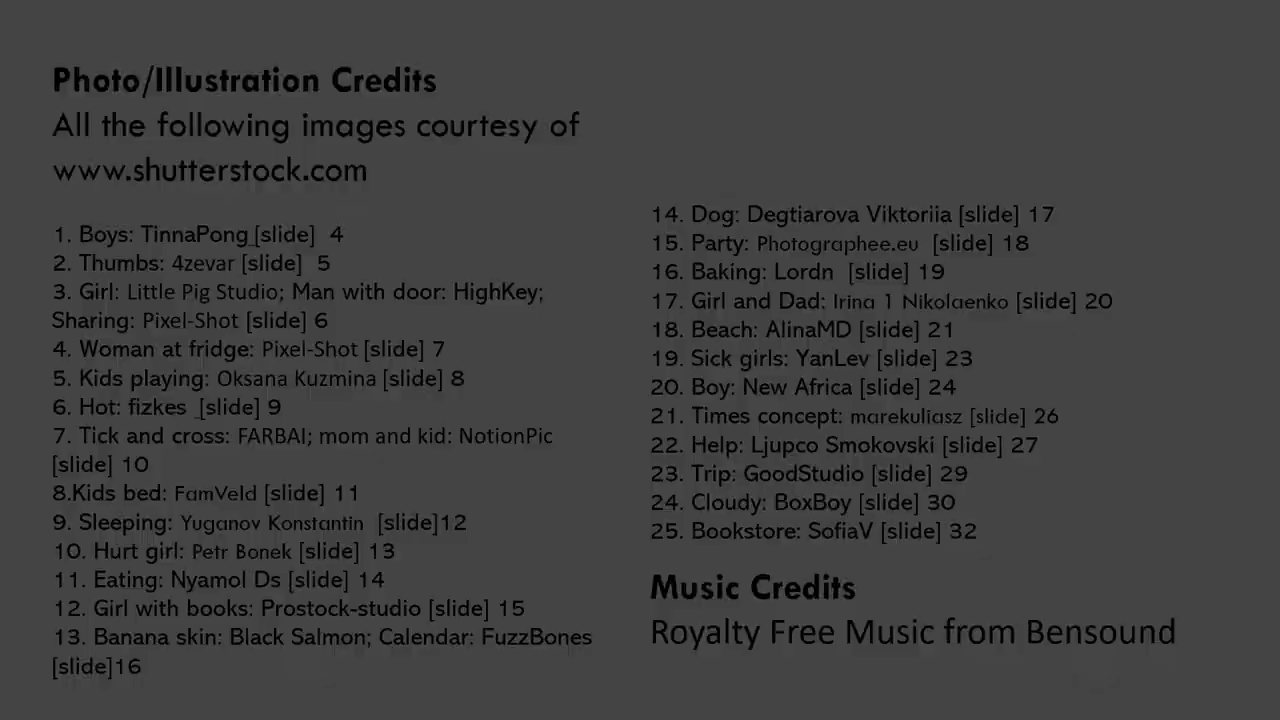 Photo/Illustration Credits
All the following images courtesy of
www.shutterstock.com
1. Boys: TinnaPong [slide] 4
2. Thumbs: 4zevar [slide] 5
3. Girl: Little Pig Studio; Man with door: HighKey;
Sharing: Pixel-Shot [slide] 6
4. Woman at fridge: Pixel-Shot [slide] 7
5. Kids playing: Oksana Kuzmina [slide] 8
6. Hot: fizkes [slide] 9
7. Tick and cross: FARBAI; mom and kid: NotionPic
[slide] 10
8.Kids bed: FamVeld [slide] 11
9. Sleeping: Yuganov Konstantin [slide]12
10. Hurt girl: Petr Bonek [slide] 13
11. Eating: Nyamol Ds [slide] 14
12. Girl with books: Prostock-studio [slide] 15
13. Banana skin: Black Salmon; Calendar: FuzzBones
[slide]16
14. Dog: Degtiarova Viktoriia [slide] 17
15. Party: Photographee.eu [slide] 18
16. Baking: Lordn [slide] 19
17. Girl and Dad: Irina 1 Nikolaenko [slide] 20
18. Beach: AlinaMD [slide] 21
19. Sick girls: YanLev [slide] 23
20. Boy: New Africa [slide] 24
21. Times concept: marekuliasz [slide] 26
22. Help: Ljupco Smokovski [slide] 27
23. Trip: GoodStudio [slide] 29
24. Cloudy: BoxBoy [slide] 30
25. Bookstore: SofiaV [slide] 32
Music Credits
Royalty Free Music from Bensound